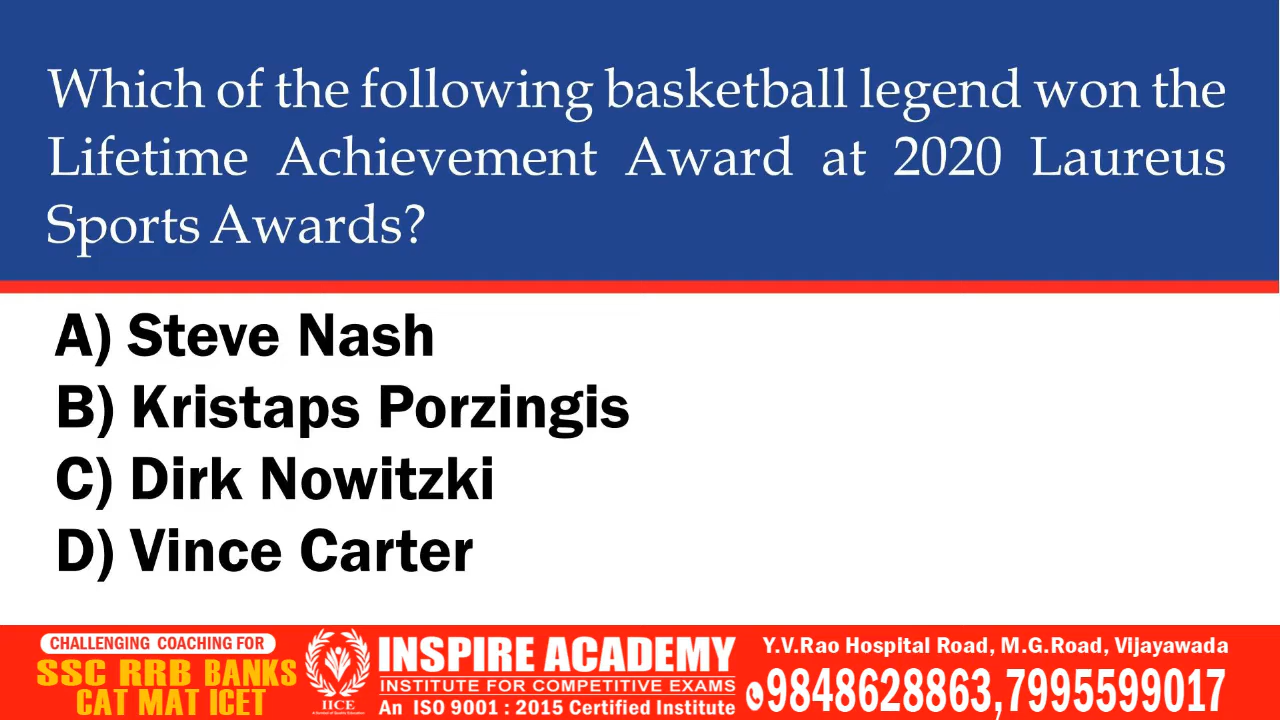 Which of the following basketball legend won the
Lifetime Achievement Award at 2020 Laureus
Sports Awards?
A) Steve Nash
B) Kristaps Porzingis
C) Dirk Nowitzki
D) Vince Carter
CHALLENGING COACHING FOR
SSC RRB BANKS
CAT MAT ICET
IICE
INSPIRE ACADEMY
INSTITUTE FOR COMPETITIVE EXAMS
An ISO 9001 : 2015 Certified Institute
Y.V.Rao Hospital Road, M.G.Road, Vijayawada
9848628863,7995599017